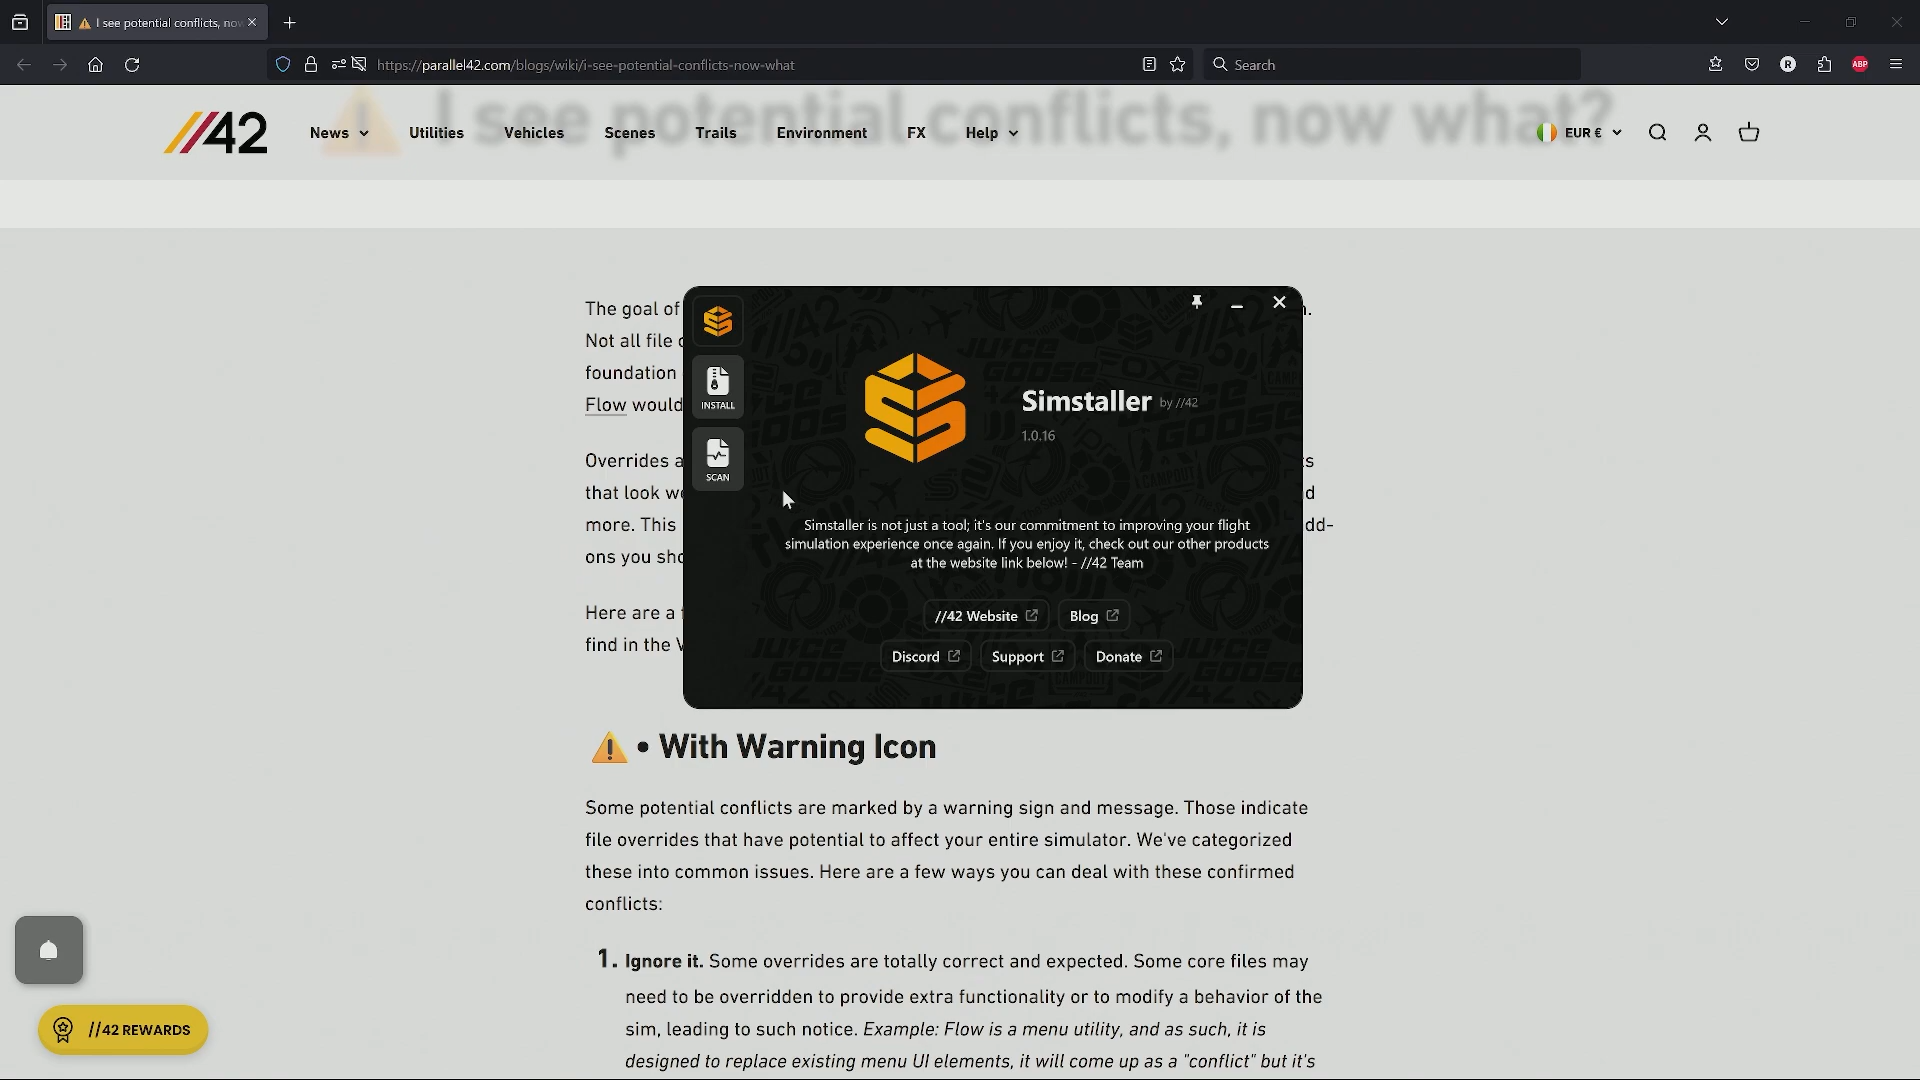 I see potential conflicts, nov
https://parallel42.com/blogs/wiki/i-see-potential-conflicts-now-what
Search
R
ABP
I see potential conflicts, now what?
//42
News
Utilities
Vehicles
Scenes
Trails
Environment
FX
Help
EUR €
The goal of
Not all file
foundation
Flow would
Overrides a
that look w
more. This
dd-
ons you sho
Here are a
find in the
INSTALL
SCAN
Simstaller by //42
1.0.16
Simstaller is not just a tool; it's our commitment to improving your flight
simulation experience once again. If you enjoy it, check out our other products
at the website link below! - //42 Team
//42 Website
Blog
Discord
Support
Donate
• With Warning Icon
Some potential conflicts are marked by a warning sign and message. Those indicate
file overrides that have potential to affect your entire simulator. We've categorized
these into common issues. Here are a few ways you can deal with these confirmed
conflicts:
1. Ignore it. Some overrides are totally correct and expected. Some core files may
need to be overridden to provide extra functionality or to modify a behavior of the
sim, leading to such notice. Example: Flow is a menu utility, and as such, it is
designed to replace existing menu UI elements, it will come up as a "conflict" but it's
//42 REWARDS